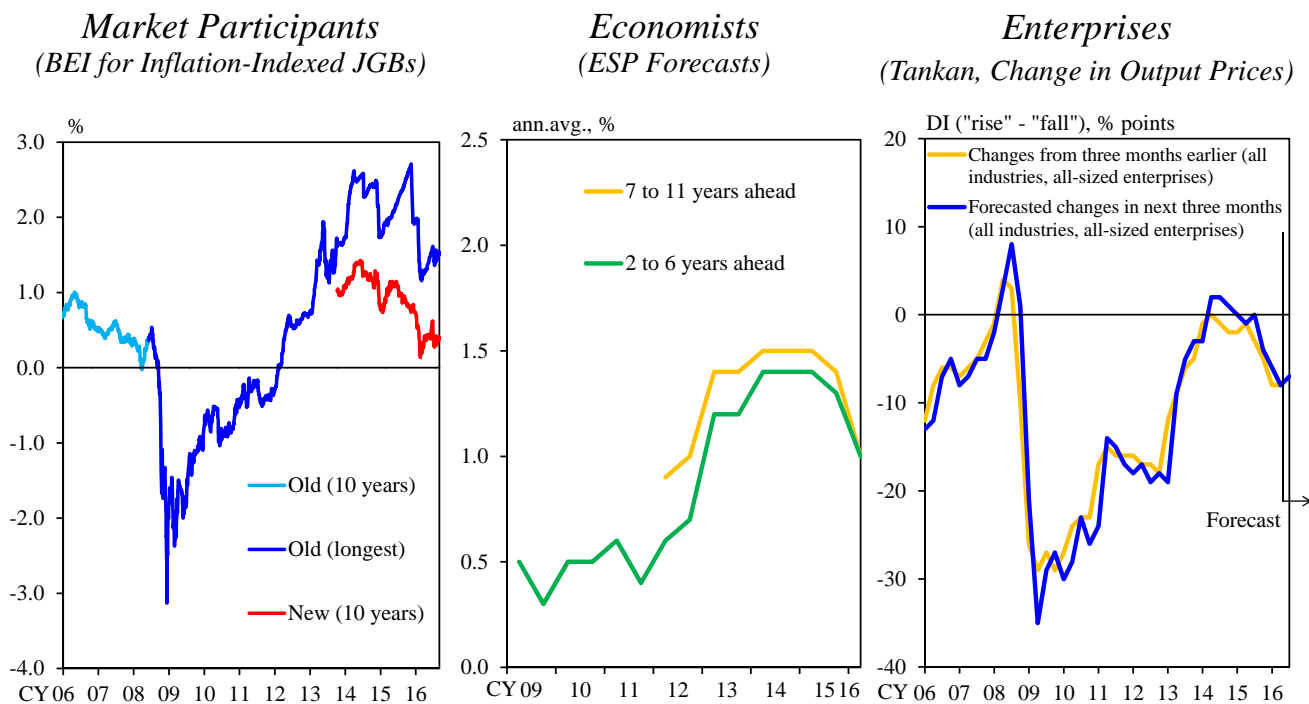 Market Participants
(BEI for Inflation-Indexed JGBs)
%
3.0
2.0
1.0
0.0
-1.0
-2.0
-3.0
-4.0
Old (10 years)
Old (longest)
New (10 years)
CY 06 07 08 09 10 11 12 13 14 15 16
Economists
(ESP Forecasts)
ann.avg., %
2.5
2.0
1.5
1.0
0.5
0.0
7 to 11 years ahead
2 to 6 years ahead
CY 09 10 11 12 13 14 15 16
Enterprises
(Tankan, Change in Output Prices)
DI ("rise" - "fall"), % points
20
10
0
-10
-20
-30
-40
Changes from three months earlier (all
industries, all-sized enterprises)
Forecasted changes in next three months
(all industries, all-sized enterprises)
Forecast
CY 06 07 08 09 10 11 12 13 14 15 16